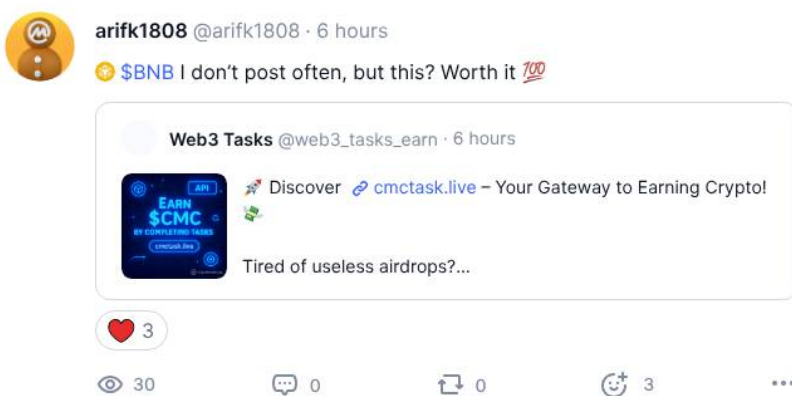 arifk1808 @arifk1808 · 6 hours
$BNB I don’t post often, but this? Worth it 💯
Web3 Tasks @web3_tasks_earn · 6 hours
🚀 Discover 🔗 cmctask.live – Your Gateway to Earning Crypto!
💸
API
EARN
$CMC
BY COMPLETING TASKS
cmctask.live
Tired of useless airdrops?...
❤️ 3
30
0
0
3